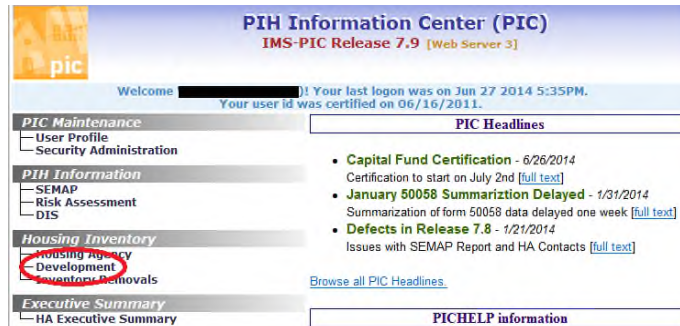 PIH Information Center (PIC)
IMS-PIC Release 7.9 [Web Server 3]
pic
Welcome )! Your last logon was on Jun 27 2014 5:35PM.
Your user id was certified on 06/16/2011.
PIC Maintenance
User Profile
Security Administration
PIH Information
SEMAP
Risk Assessment
DIS
Housing Inventory
Housing Agency
Development
Inventory Removals
Executive Summary
HA Executive Summary
PIC Headlines
• Capital Fund Certification - 6/26/2014
Certification to start on July 2nd [full text]
• January 50058 Summariztion Delayed - 1/31/2014
Summarization of form 50058 data delayed one week [full text]
• Defects in Release 7.8 - 1/21/2014
Issues with SEMAP Report and HA Contacts [full text]
Browse all PIC Headlines.
PICHELP information